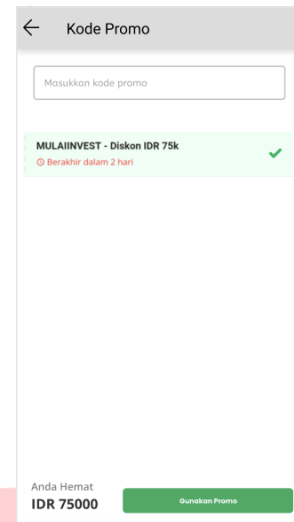 Kode Promo
Masukkan kode promo
MULAIINVEST - Diskon IDR 75k
Berakhir dalam 2 hari
Anda Hemat
IDR 75000
Gunakan Promo